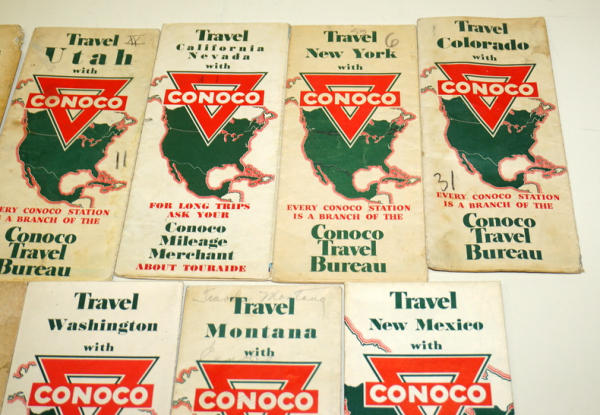 Travel
Utah
with
CONOCO
11
EVERY CONOCO STATION
IS A BRANCH OF THE
Conoco
Travel
Bureau
Travel
California
Nevada
with
CONOCO
FOR LONG TRIPS
ASK YOUR
Conoco
Mileage
Merchant
ABOUT TOURAIDE
Travel
6
New York
with
CONOCO
EVERY CONOCO STATION
IS A BRANCH OF THE
Conoco
Travel
Bureau
Travel
Colorado
with
CONOCO
31
EVERY CONOCO STATION
IS A BRANCH OF THE
Conoco
Travel
Bureau
Travel
Washington
with
CONOCO
Travel
Montana
with
CONOCO
Travel
New Mexico
with
CONOCO